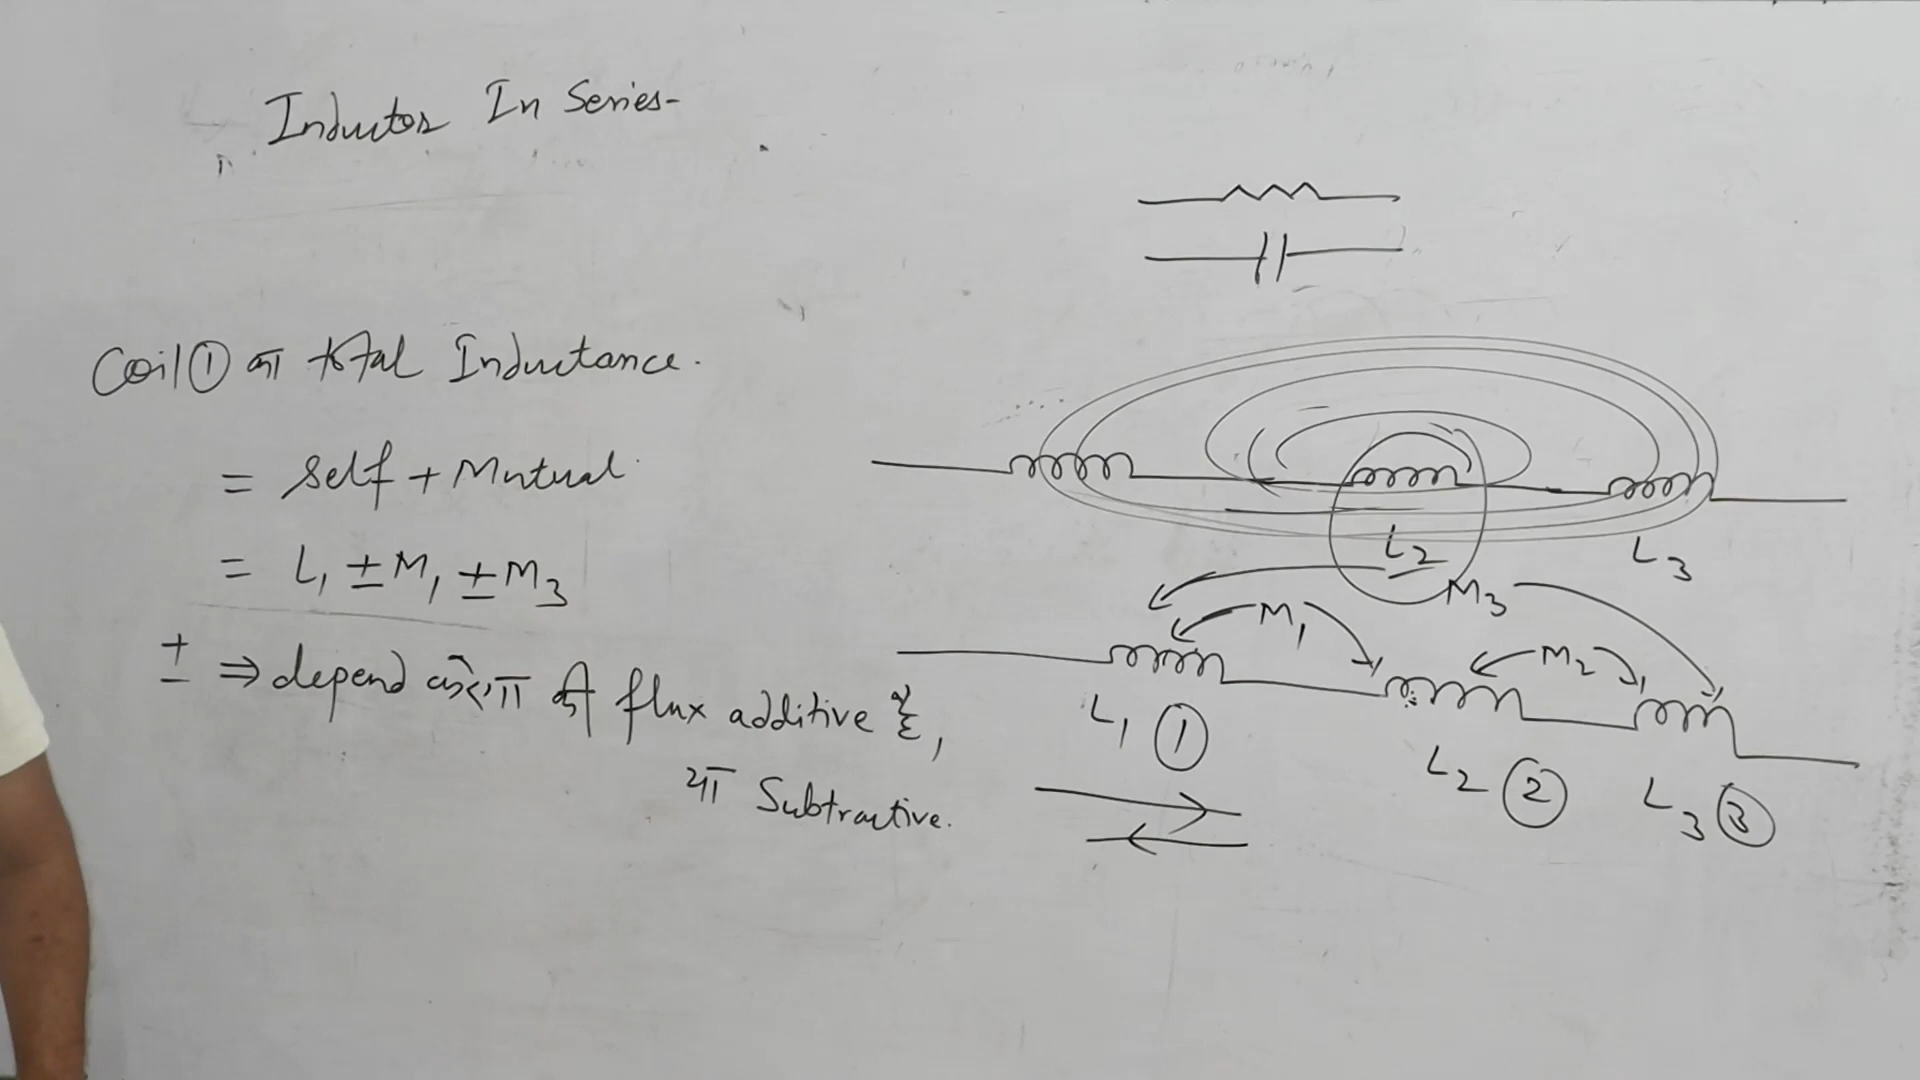 Inductor In Series-
Coil ① का total Inductance.
= Self + Mutual
= L₁ ± M₁ ± M₃
± ⇒ depend करेगा की flux additive है,
या Subtractive.
L₂
L₃
M₃
M₁
M₂
L₁ ①
L₂ ②
L₃ ③